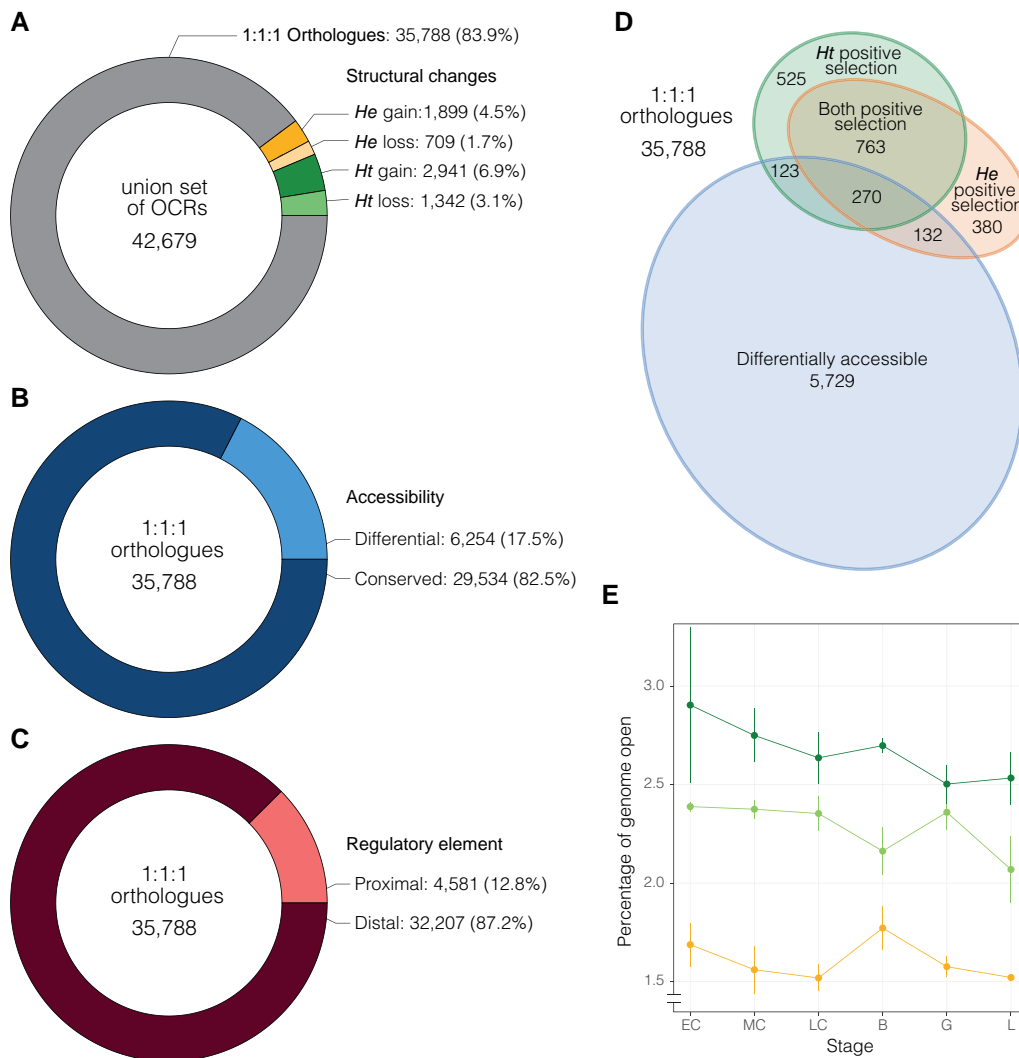 A
1:1:1 Orthologues: 35,788 (83.9%)
Structural changes
He gain:1,899 (4.5%)
He loss: 709 (1.7%)
Ht gain: 2,941 (6.9%)
Ht loss: 1,342 (3.1%)
union set
of OCRs
42,679
B
1:1:1
orthologues
35,788
Accessibility
Differential: 6,254 (17.5%)
Conserved: 29,534 (82.5%)
C
1:1:1
orthologues
35,788
Regulatory element
Proximal: 4,581 (12.8%)
Distal: 32,207 (87.2%)
D
1:1:1
orthologues
35,788
Ht positive
selection
525
Both positive
selection
763
123
270
He
positive
selection
380
132
Differentially accessible
5,729
E
Percentage of genome open
3.0
2.5
2.0
1.5
EC
MC
LC
B
G
L
Stage